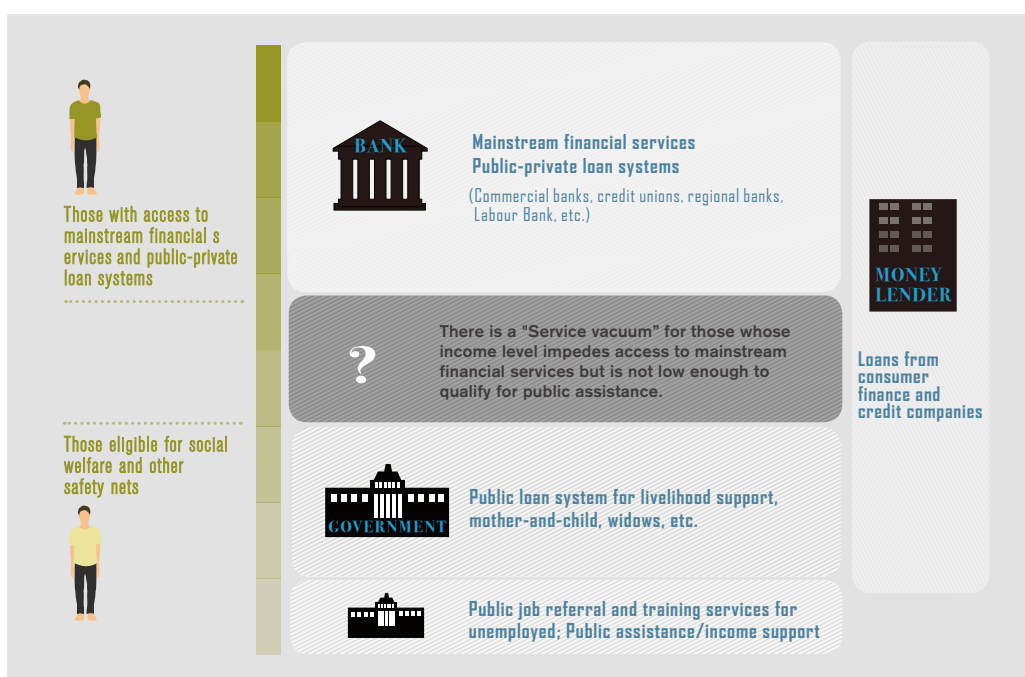 Those with access to
mainstream financial s
ervices and public-private
loan systems
BANK
Mainstream financial services
Public-private loan systems
(Commercial banks, credit unions, regional banks,
Labour Bank, etc.)
?
There is a "Service vacuum” for those whose
income level impedes access to mainstream
financial services but is not low enough to
qualify for public assistance.
Those eligible for social
welfare and other
safety nets
GOVERNMENT
Public loan system for livelihood support,
mother-and-child, widows, etc.
Public job referral and training services for
unemployed; Public assistance/income support
MONEY
LENDER
Loans from
consumer
finance and
credit companies